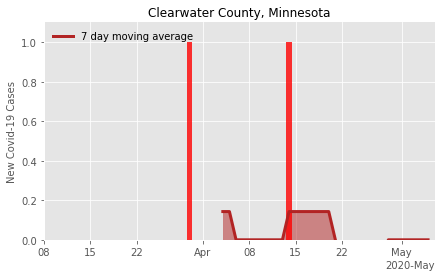 Clearwater County, Minnesota
7 day moving average
New Covid-19 Cases
1.0
0.8
0.6
0.4
0.2
0.0
08 15 22 Apr 08 15 22 May
2020-May